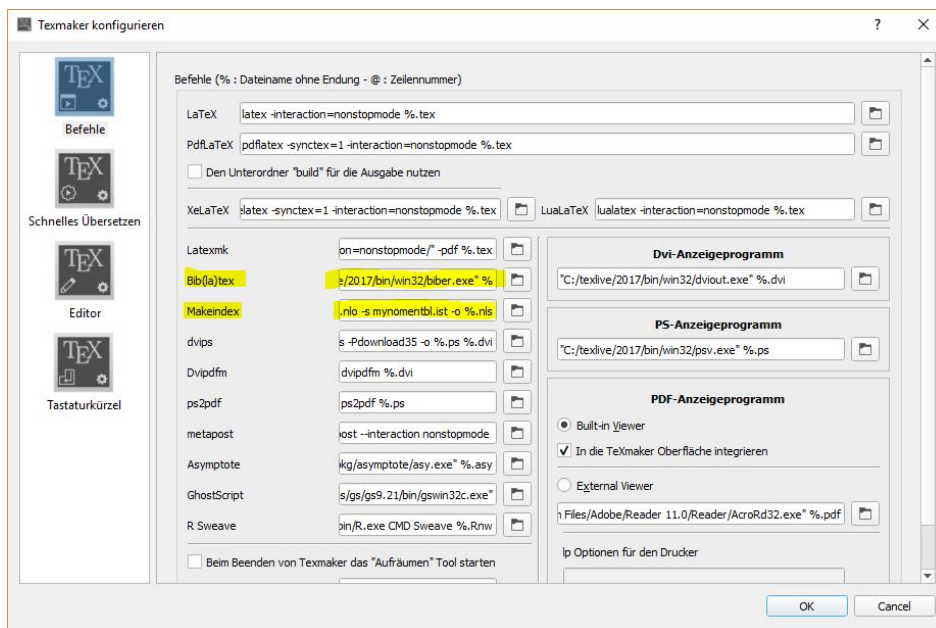 Texmaker konfigurieren
? ×
TEX
Befehle
TEX
Schnelles Übersetzen
TEX
Editor
TEX
Tastaturkürzel
Befehle (% : Dateiname ohne Endung - @ : Zeilennummer)
LaTeX latex -interaction=nonstopmode %.tex
PdfLaTeX pdflatex -synctex=1 -interaction=nonstopmode %.tex
Den Unterordner "build" für die Ausgabe nutzen
XeLaTeX elatex -synctex=1 -interaction=nonstopmode %.tex LuaLaTeX lualatex -interaction=nonstopmode %.tex
Latexmk on=nonstopmode/" -pdf %.tex
Bib(la)tex e/2017/bin/win32/biber.exe" %
Makeindex .nlo -s mynomentbl.ist -o %.nls
dvips s -Pdownload35 -o %.ps %.dvi
Dvipdfm dvipdfm %.dvi
ps2pdf ps2pdf %.ps
metapost post --interaction nonstopmode
Asymptote kg/asymptote/asy.exe" %.asy
GhostScript s/gs/gs9.21/bin/gswin32c.exe"
R Sweave bin/R.exe CMD Sweave %.Rnw
Beim Beenden von Texmaker das "Aufräumen" Tool starten
Dvi-Anzeigeprogramm
"C:/texlive/2017/bin/win32/dviout.exe" %.dvi
PS-Anzeigeprogramm
"C:/texlive/2017/bin/win32/psv.exe" %.ps
PDF-Anzeigeprogramm
Built-in Viewer
In die TeXmaker Oberfläche integrieren
External Viewer
n Files/Adobe/Reader 11.0/Reader/AcroRd32.exe" %.pdf
lp Optionen für den Drucker
OK Cancel